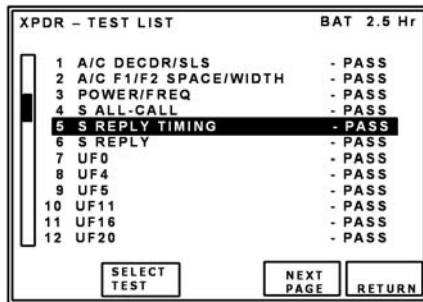 XPDR – TEST LIST BAT 2.5 Hr
1 A/C DECDR/SLS - PASS
2 A/C F1/F2 SPACE/WIDTH - PASS
3 POWER/FREQ - PASS
4 S ALL-CALL - PASS
5 S REPLY TIMING - PASS
6 S REPLY - PASS
7 UF0 - PASS
8 UF4 - PASS
9 UF5 - PASS
10 UF11 - PASS
11 UF16 - PASS
12 UF20 - PASS
SELECT TEST
NEXT PAGE
RETURN